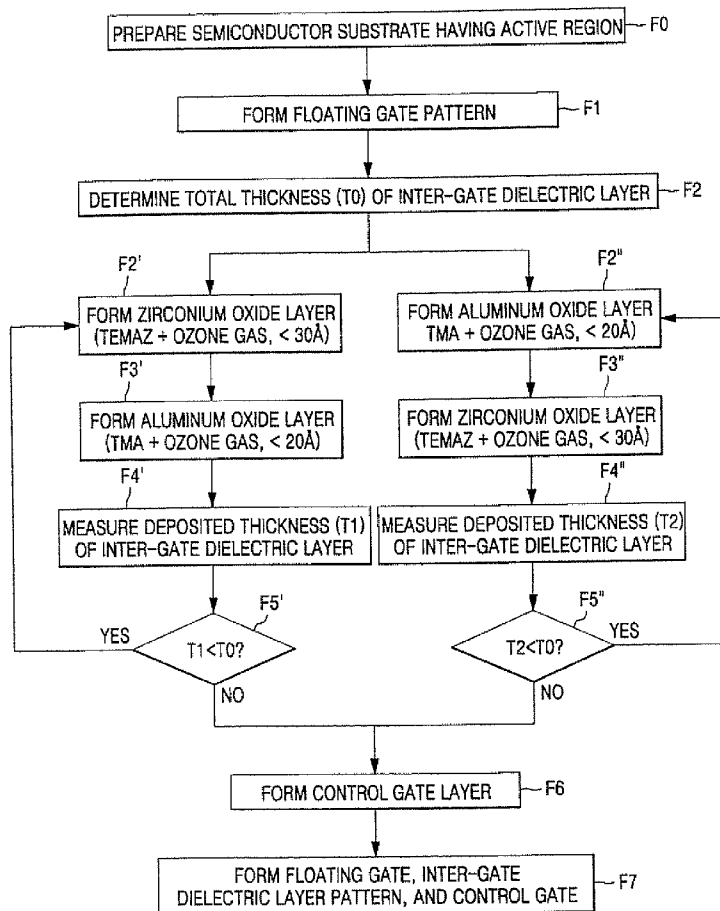 PREPARE SEMICONDUCTOR SUBSTRATE HAVING ACTIVE REGION
F0
FORM FLOATING GATE PATTERN
F1
DETERMINE TOTAL THICKNESS (T0) OF INTER-GATE DIELECTRIC LAYER
F2
F2'
FORM ZIRCONIUM OXIDE LAYER
(TEMAZ + OZONE GAS, < 30Å)
F2"
FORM ALUMINUM OXIDE LAYER
TMA + OZONE GAS, < 20Å)
F3'
FORM ALUMINUM OXIDE LAYER
(TMA + OZONE GAS, < 20Å)
F3"
FORM ZIRCONIUM OXIDE LAYER
(TEMAZ + OZONE GAS, < 30Å)
F4'
MEASURE DEPOSITED THICKNESS (T1)
OF INTER-GATE DIELECTRIC LAYER
F4"
MEASURE DEPOSITED THICKNESS (T2)
OF INTER-GATE DIELECTRIC LAYER
F5'
YES
T1<T0?
NO
F5"
YES
T2<T0?
NO
FORM CONTROL GATE LAYER
F6
FORM FLOATING GATE, INTER-GATE
DIELECTRIC LAYER PATTERN, AND CONTROL GATE
F7